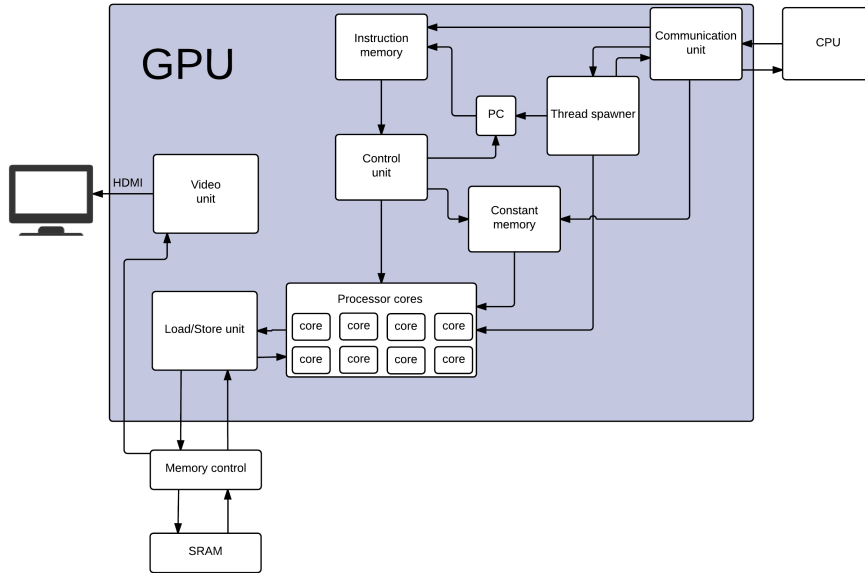 GPU
Instruction
memory
Communication
unit
CPU
PC
Thread spawner
Control
unit
HDMI
Video
unit
Constant
memory
Processor cores
Load/Store unit
core core core core
core core core core
Memory control
SRAM